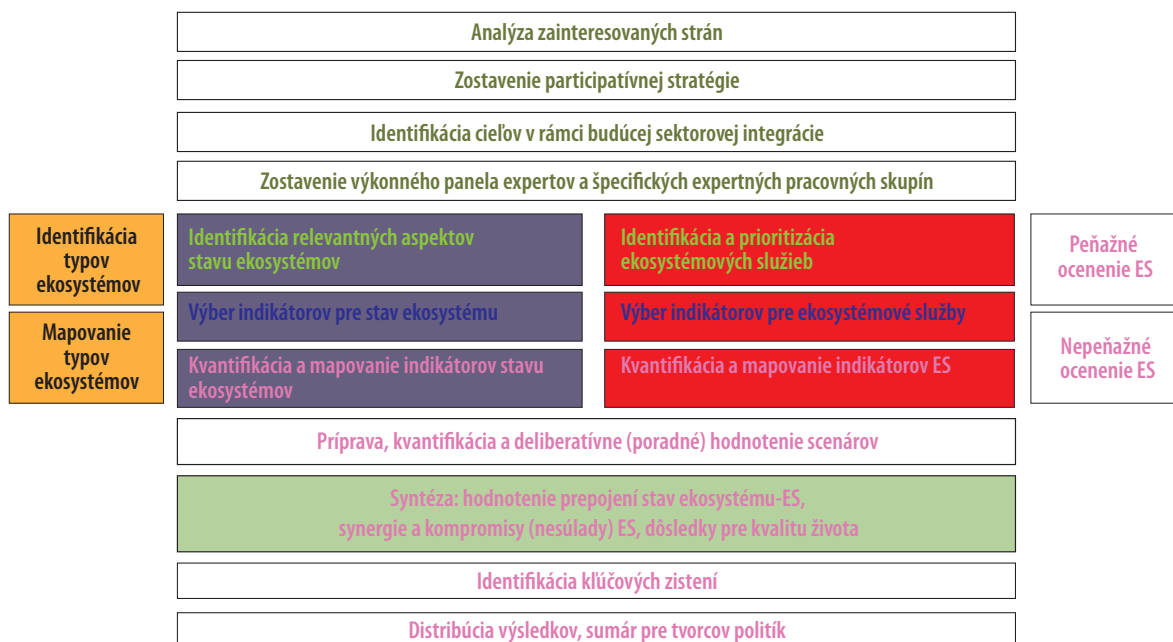 Analýza zainteresovaných strán
Zostavenie participatívnej stratégie
Identifikácia cieľov v rámci budúcej sektorovej integrácie
Zostavenie výkonného panela expertov a špecifických expertných pracovných skupín
Identifikácia
typov
ekosystémov
Mapovanie
typov
ekosystémov
Identifikácia relevantných aspektov
stavu ekosystémov
Výber indikátorov pre stav ekosystému
Kvantifikácia a mapovanie indikátorov stavu
ekosystémov
Identifikácia a prioritizácia
ekosystémových služieb
Výber indikátorov pre ekosystémové služby
Kvantifikácia a mapovanie indikátorov ES
Peňažné
ocenenie ES
Nepeňažné
ocenenie ES
Príprava, kvantifikácia a deliberatívne (poradné) hodnotenie scenárov
Syntéza: hodnotenie prepojení stav ekosystému-ES,
synergie a kompromisy (nesúlady) ES, dôsledky pre kvalitu života
Identifikácia kľúčových zistení
Distribúcia výsledkov, sumár pre tvorcov politík